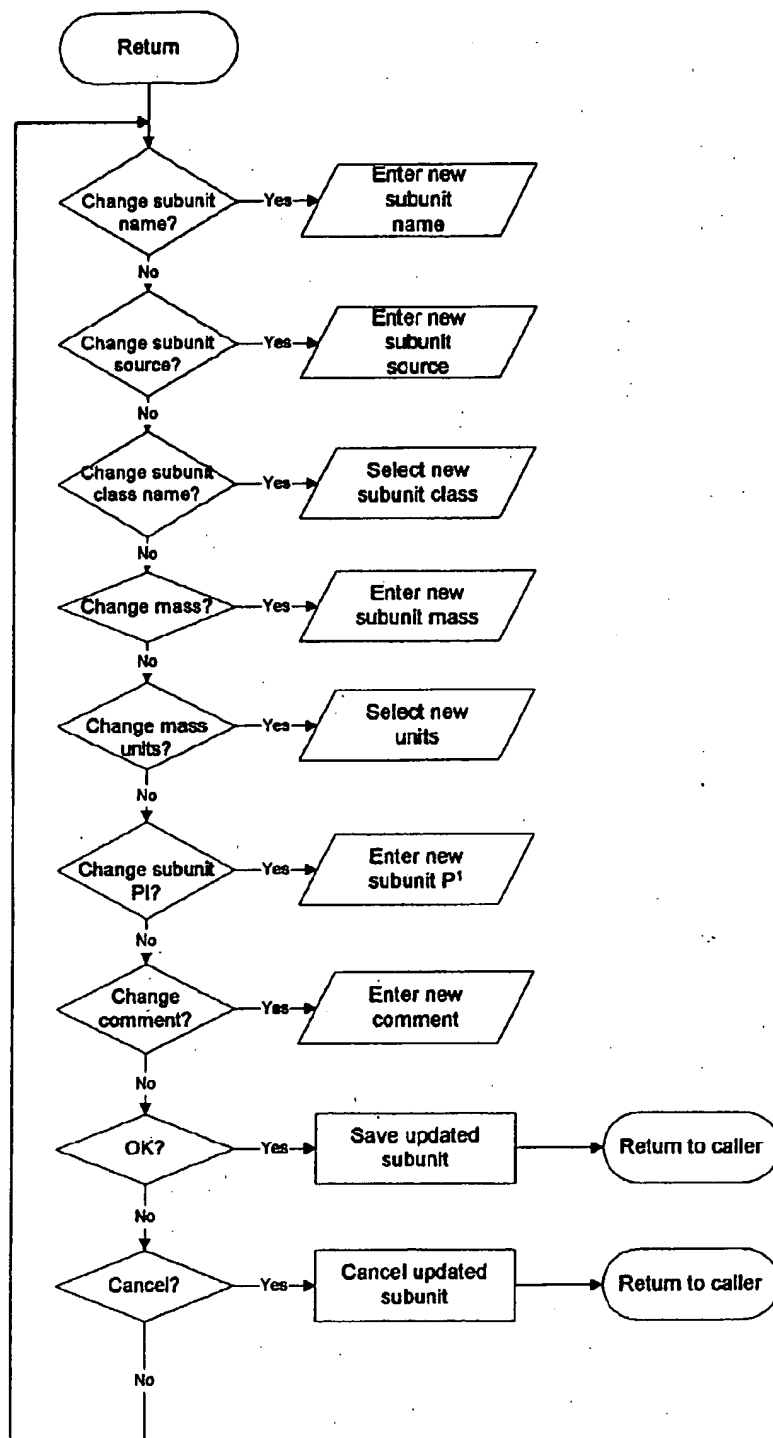 Return
Change subunit
name?
Yes
Enter new
subunit
name
No
Change subunit
source?
Yes
Enter new
subunit
source
No
Change subunit
class name?
Yes
Select new
subunit class
No
Change mass?
Yes
Enter new
subunit mass
No
Change mass
units?
Yes
Select new
units
No
Change subunit
PI?
Yes
Enter new
subunit P¹
No
Change
comment?
Yes
Enter new
comment
No
OK?
Yes
Save updated
subunit
Return to caller
No
Cancel?
Yes
Cancel updated
subunit
Return to caller
No